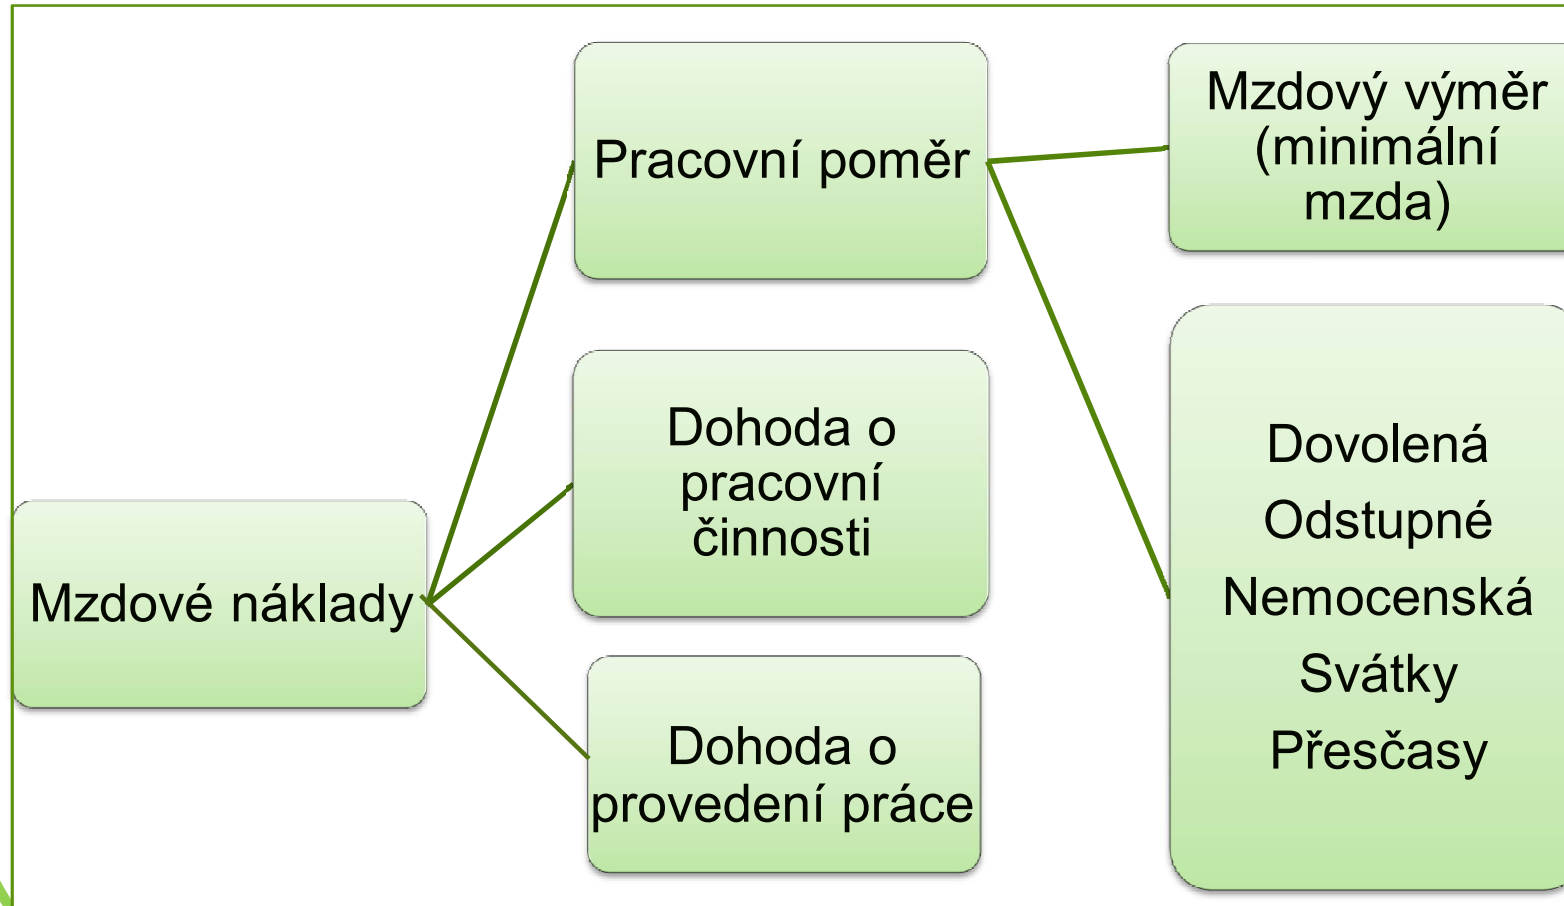 Mzdové náklady
Pracovní poměr
Dohoda o
pracovní
činnosti
Dohoda o
provedení práce
Mzdový výměr
(minimální
mzda)
Dovolená
Odstupné
Nemocenská
Svátky
Přesčasy